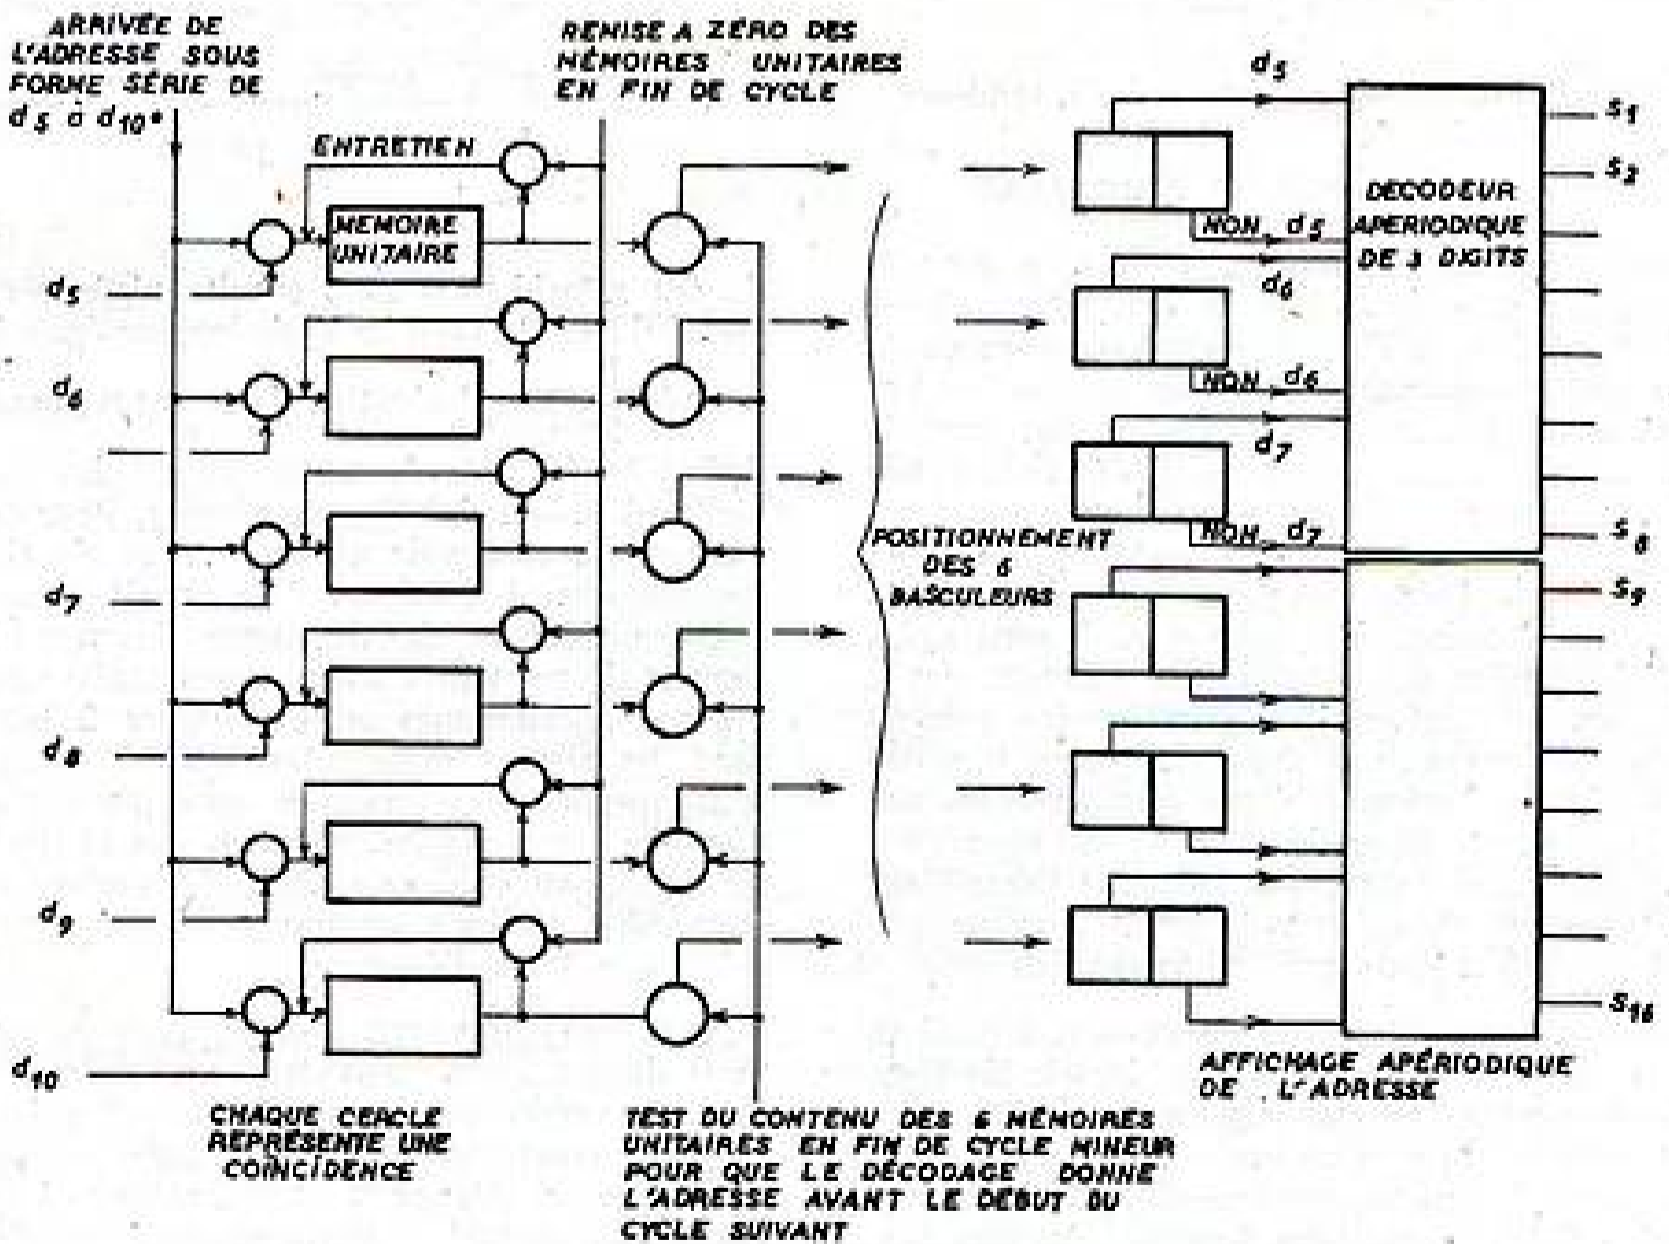 ARRIVÉE DE
L'ADRESSE SOUS
FORME SÉRIE DE
d5 à d10*
REMISE A ZÉRO DES
MÉMOIRES UNITAIRES
EN FIN DE CYCLE
ENTRETIEN
MEMOIRE
UNITAIRE
d5
d6
d7
d8
d9
d10
POSITIONNEMENT
DES 6
BASCULEURS
d5
NON d5
d6
NON d6
d7
NON d7
DECODEUR
APERIODIQUE
DE 3 DIGITS
S1
S2
S8
S9
S16
AFFICHAGE APÉRIODIQUE
DE L'ADRESSE
CHAQUE CERCLE
REPRÉSENTE UNE
COÏNCÍDENCE
TEST DU CONTENU DES 6 MÉMOIRES
UNITAIRES EN FIN DE CYCLE MINEUR
POUR QUE LE DÉCODAGE DONNE
L'ADRESSE AVANT LE DÉBUT DU
CYCLE SUIVANT